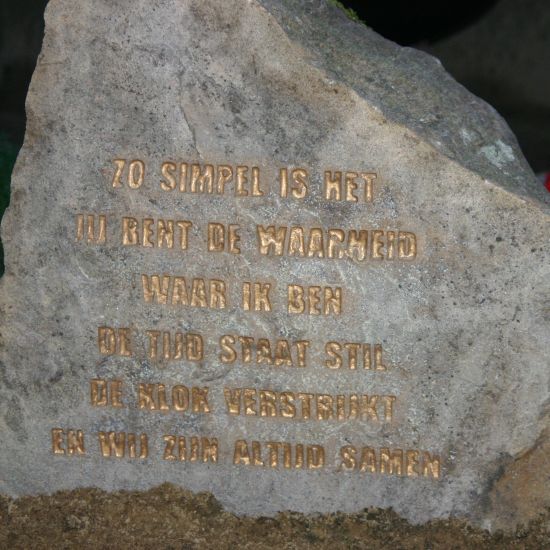 ZO SIMPEL IS HET
JIJ BENT DE WAARHEID
WAAR IK BEN
DE TIJD STAAT STIL
DE KLOK VERSTRIJKT
EN WIJ ZIJN ALTIJD SAMEN